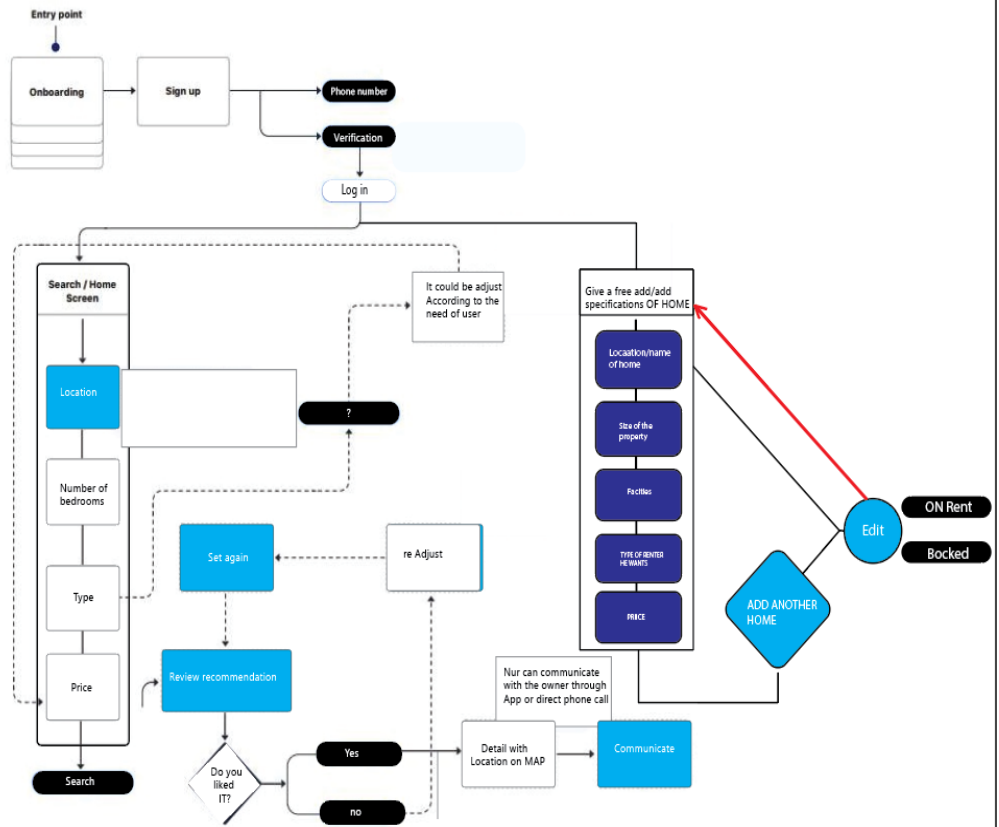 Entry point
Onboarding
Sign up
Phone number
Verification
Log in
Search / Home
Screen
Location
Number of
bedrooms
Type
Price
Search
It could be adjust
According to the
need of user
?
Set again
re Adjust
Review recommendation
Do you
liked
IT?
Yes
no
Nur can communicate
with the owner through
App or direct phone call
Detail with
Location on MAP
Communicate
Give a free add/add
specifications OF HOME
Locaation/name
of home
Size of the
property
Facities
TYPE OF RENTER
HE WANTS
PRICE
ADD ANOTHER
HOME
Edit
ON Rent
Bocked